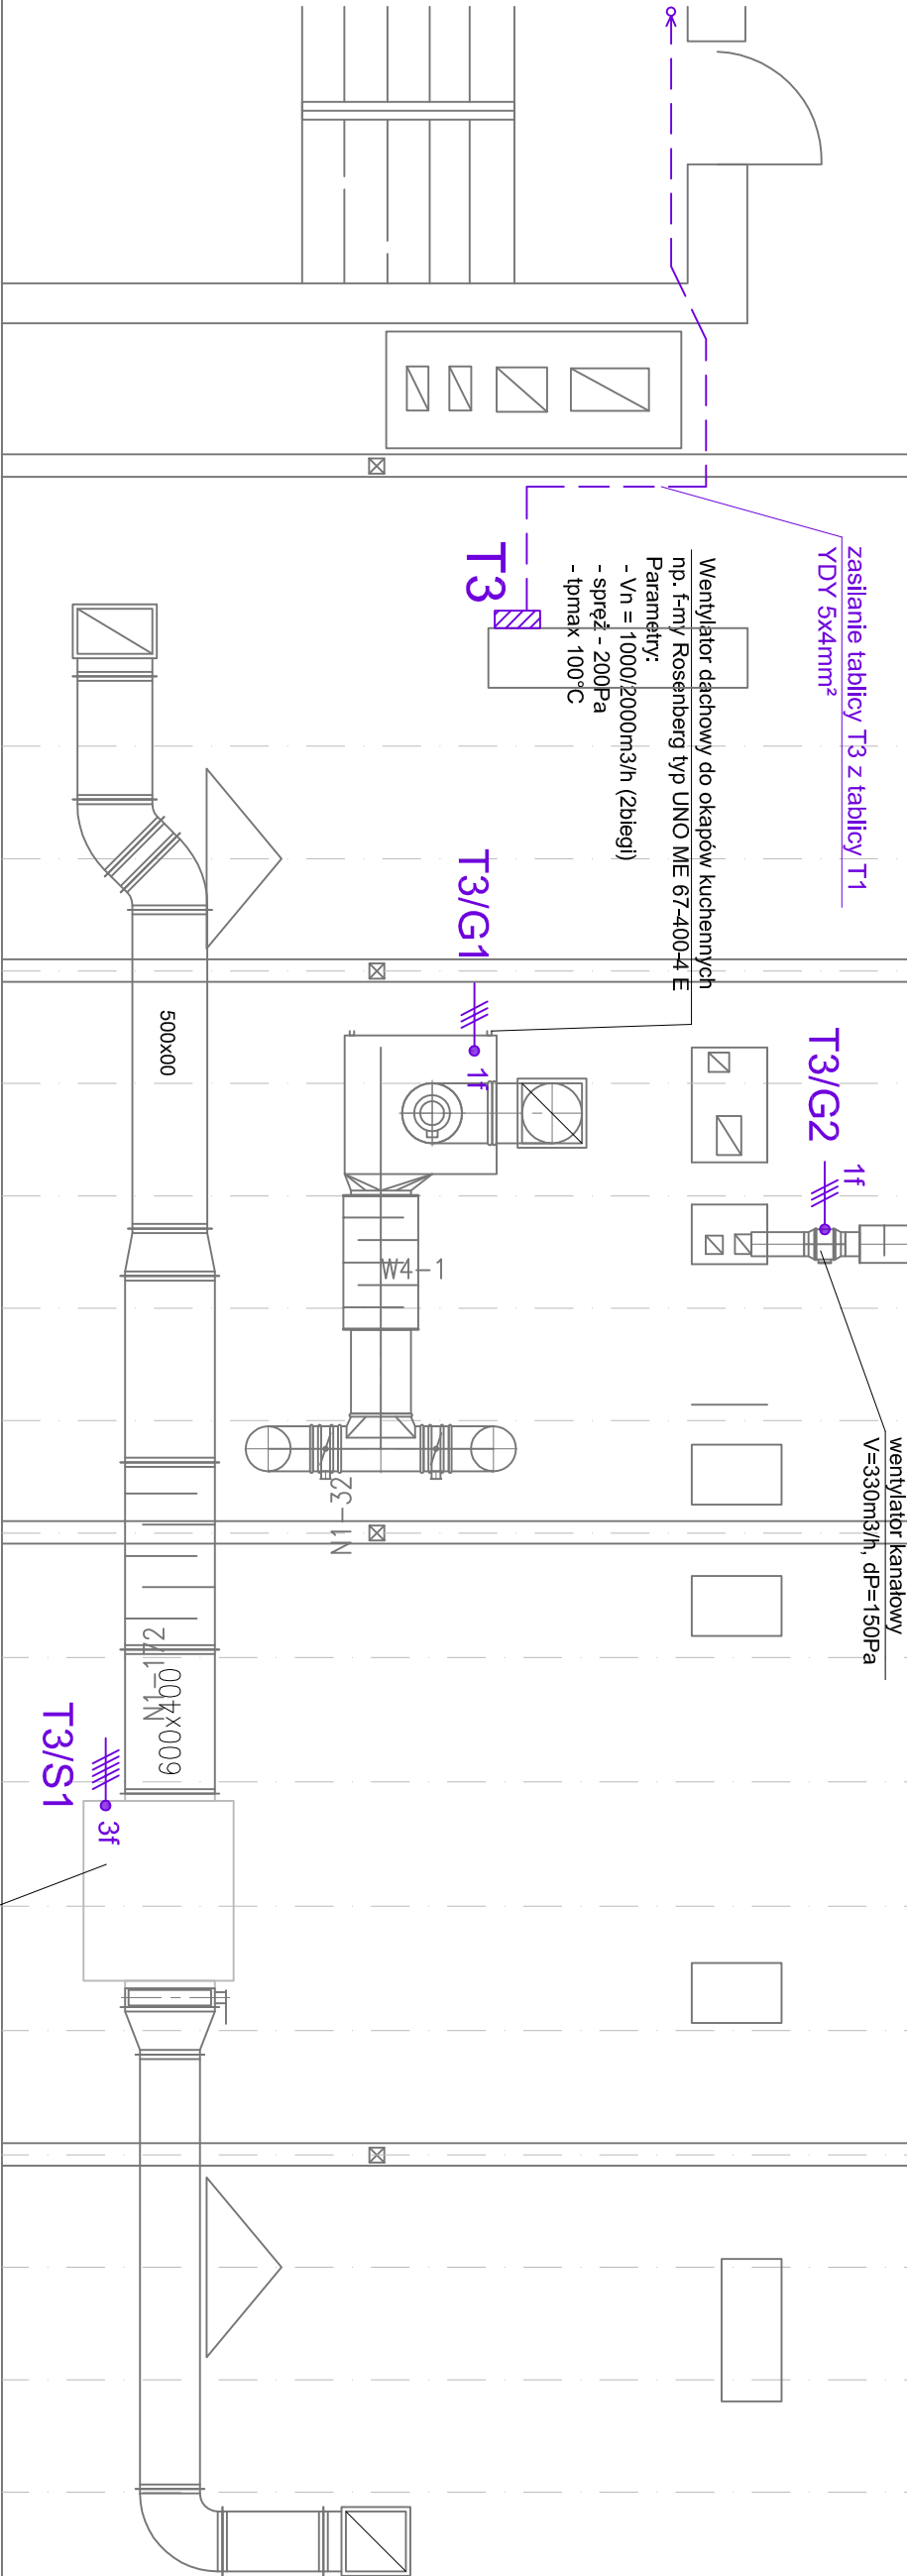 zasilanie tablicy T3 z tablicy T1
YDY 5x4mm²
T3
Wentylator dachowy do okapów kuchennych
np. f-my Rosenberg typ UNO ME 67-400-4 E
Parametry:
- Vn = 1000/2000m3/h (2biegi)
- spręż - 200Pa
- tpmax 100°C
T3/G1
1f
T3/G2
1f
wentylator kanałowy
V=330m3/h, dP=150Pa
500x00
W4-1
N1-32
N1-172
600x400
T3/S1
3f